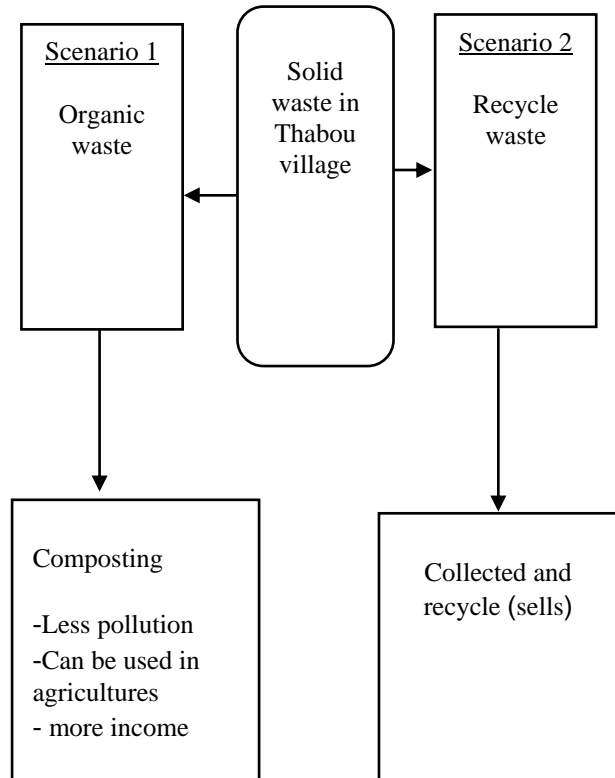 Scenario 1
Organic
waste
Solid
waste in
Thabou
village
Scenario 2
Recycle
waste
Composting
-Less pollution
-Can be used in
agricultures
- more income
Collected and
recycle (sells)